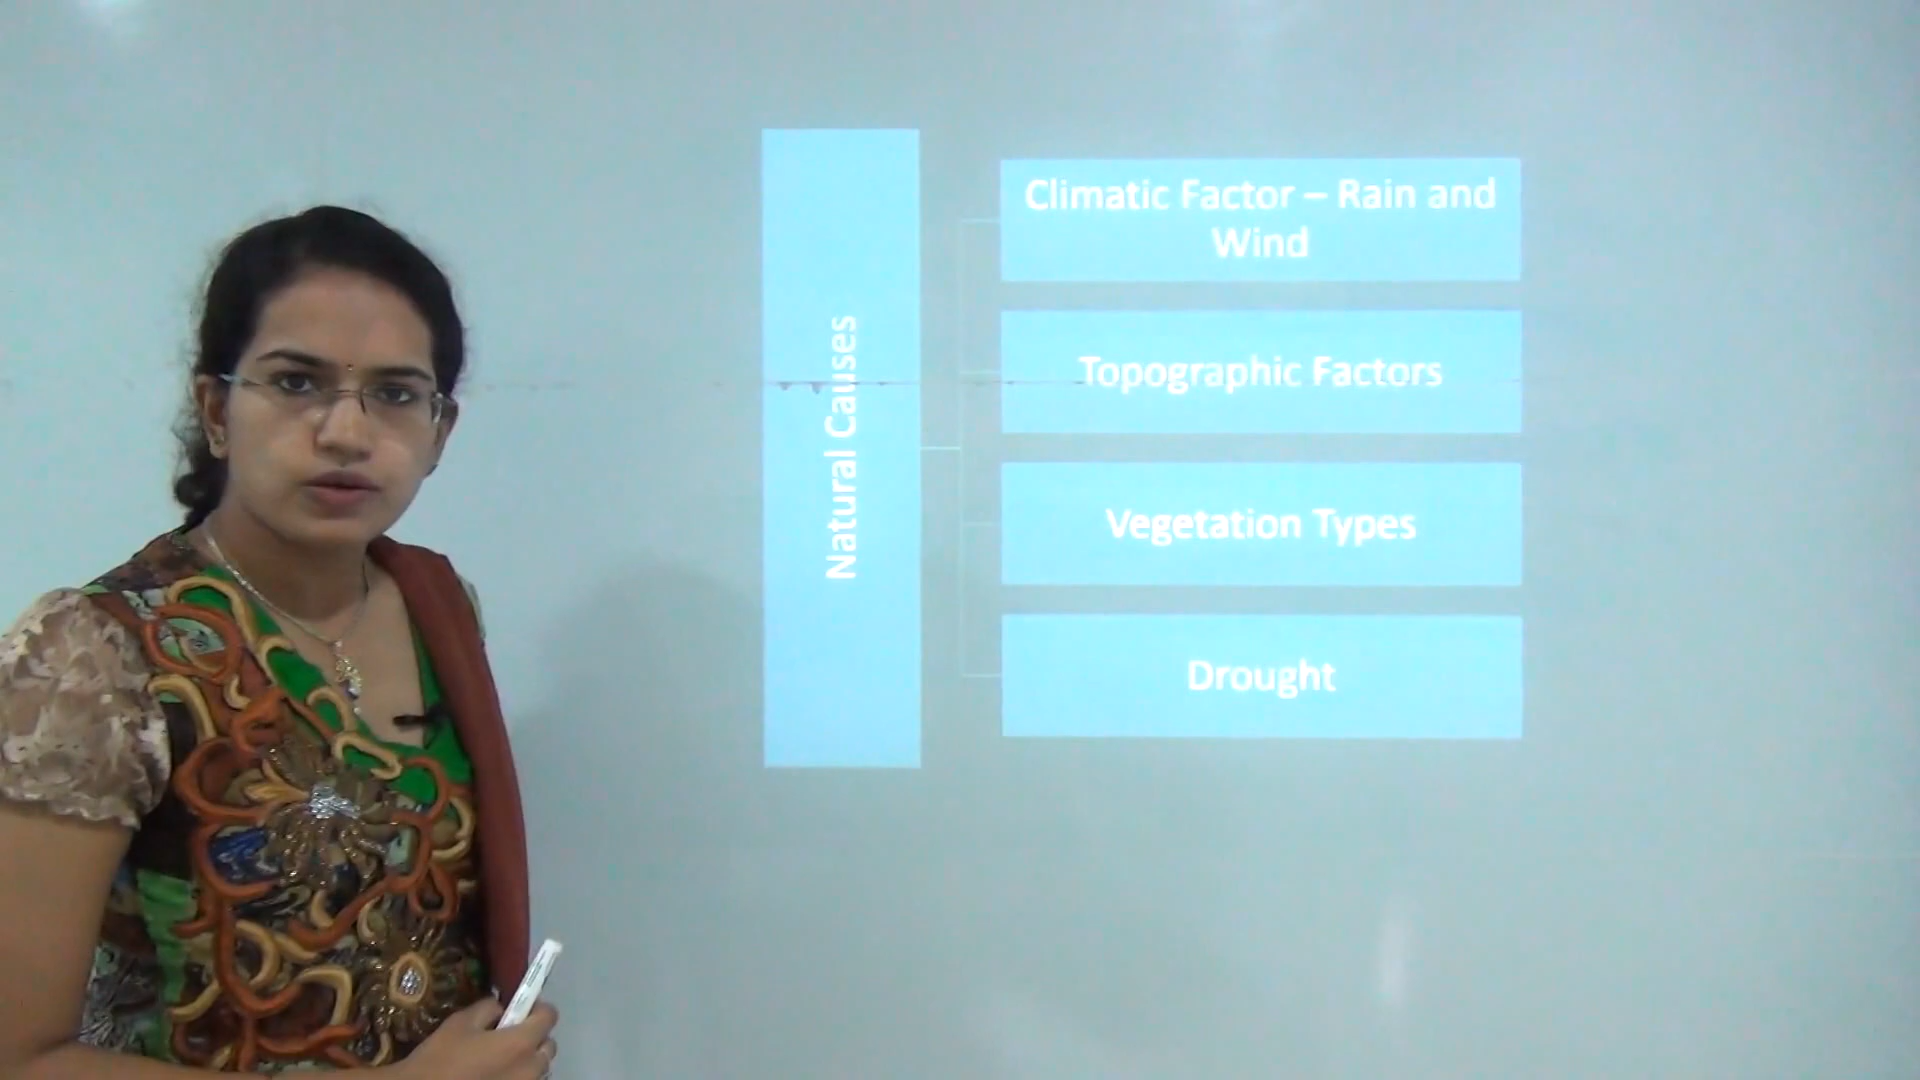 Natural Causes
Climatic Factor – Rain and
Wind
Topographic Factors
Vegetation Types
Drought